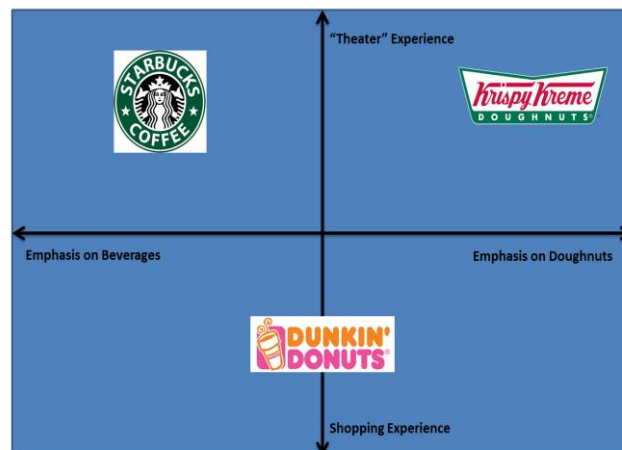 “Theater” Experience
STARBUCKS
COFFEE
Krispy Kreme
DOUGHNUTS
Emphasis on Beverages
Emphasis on Doughnuts
DUNKIN'
DONUTS
Shopping Experience